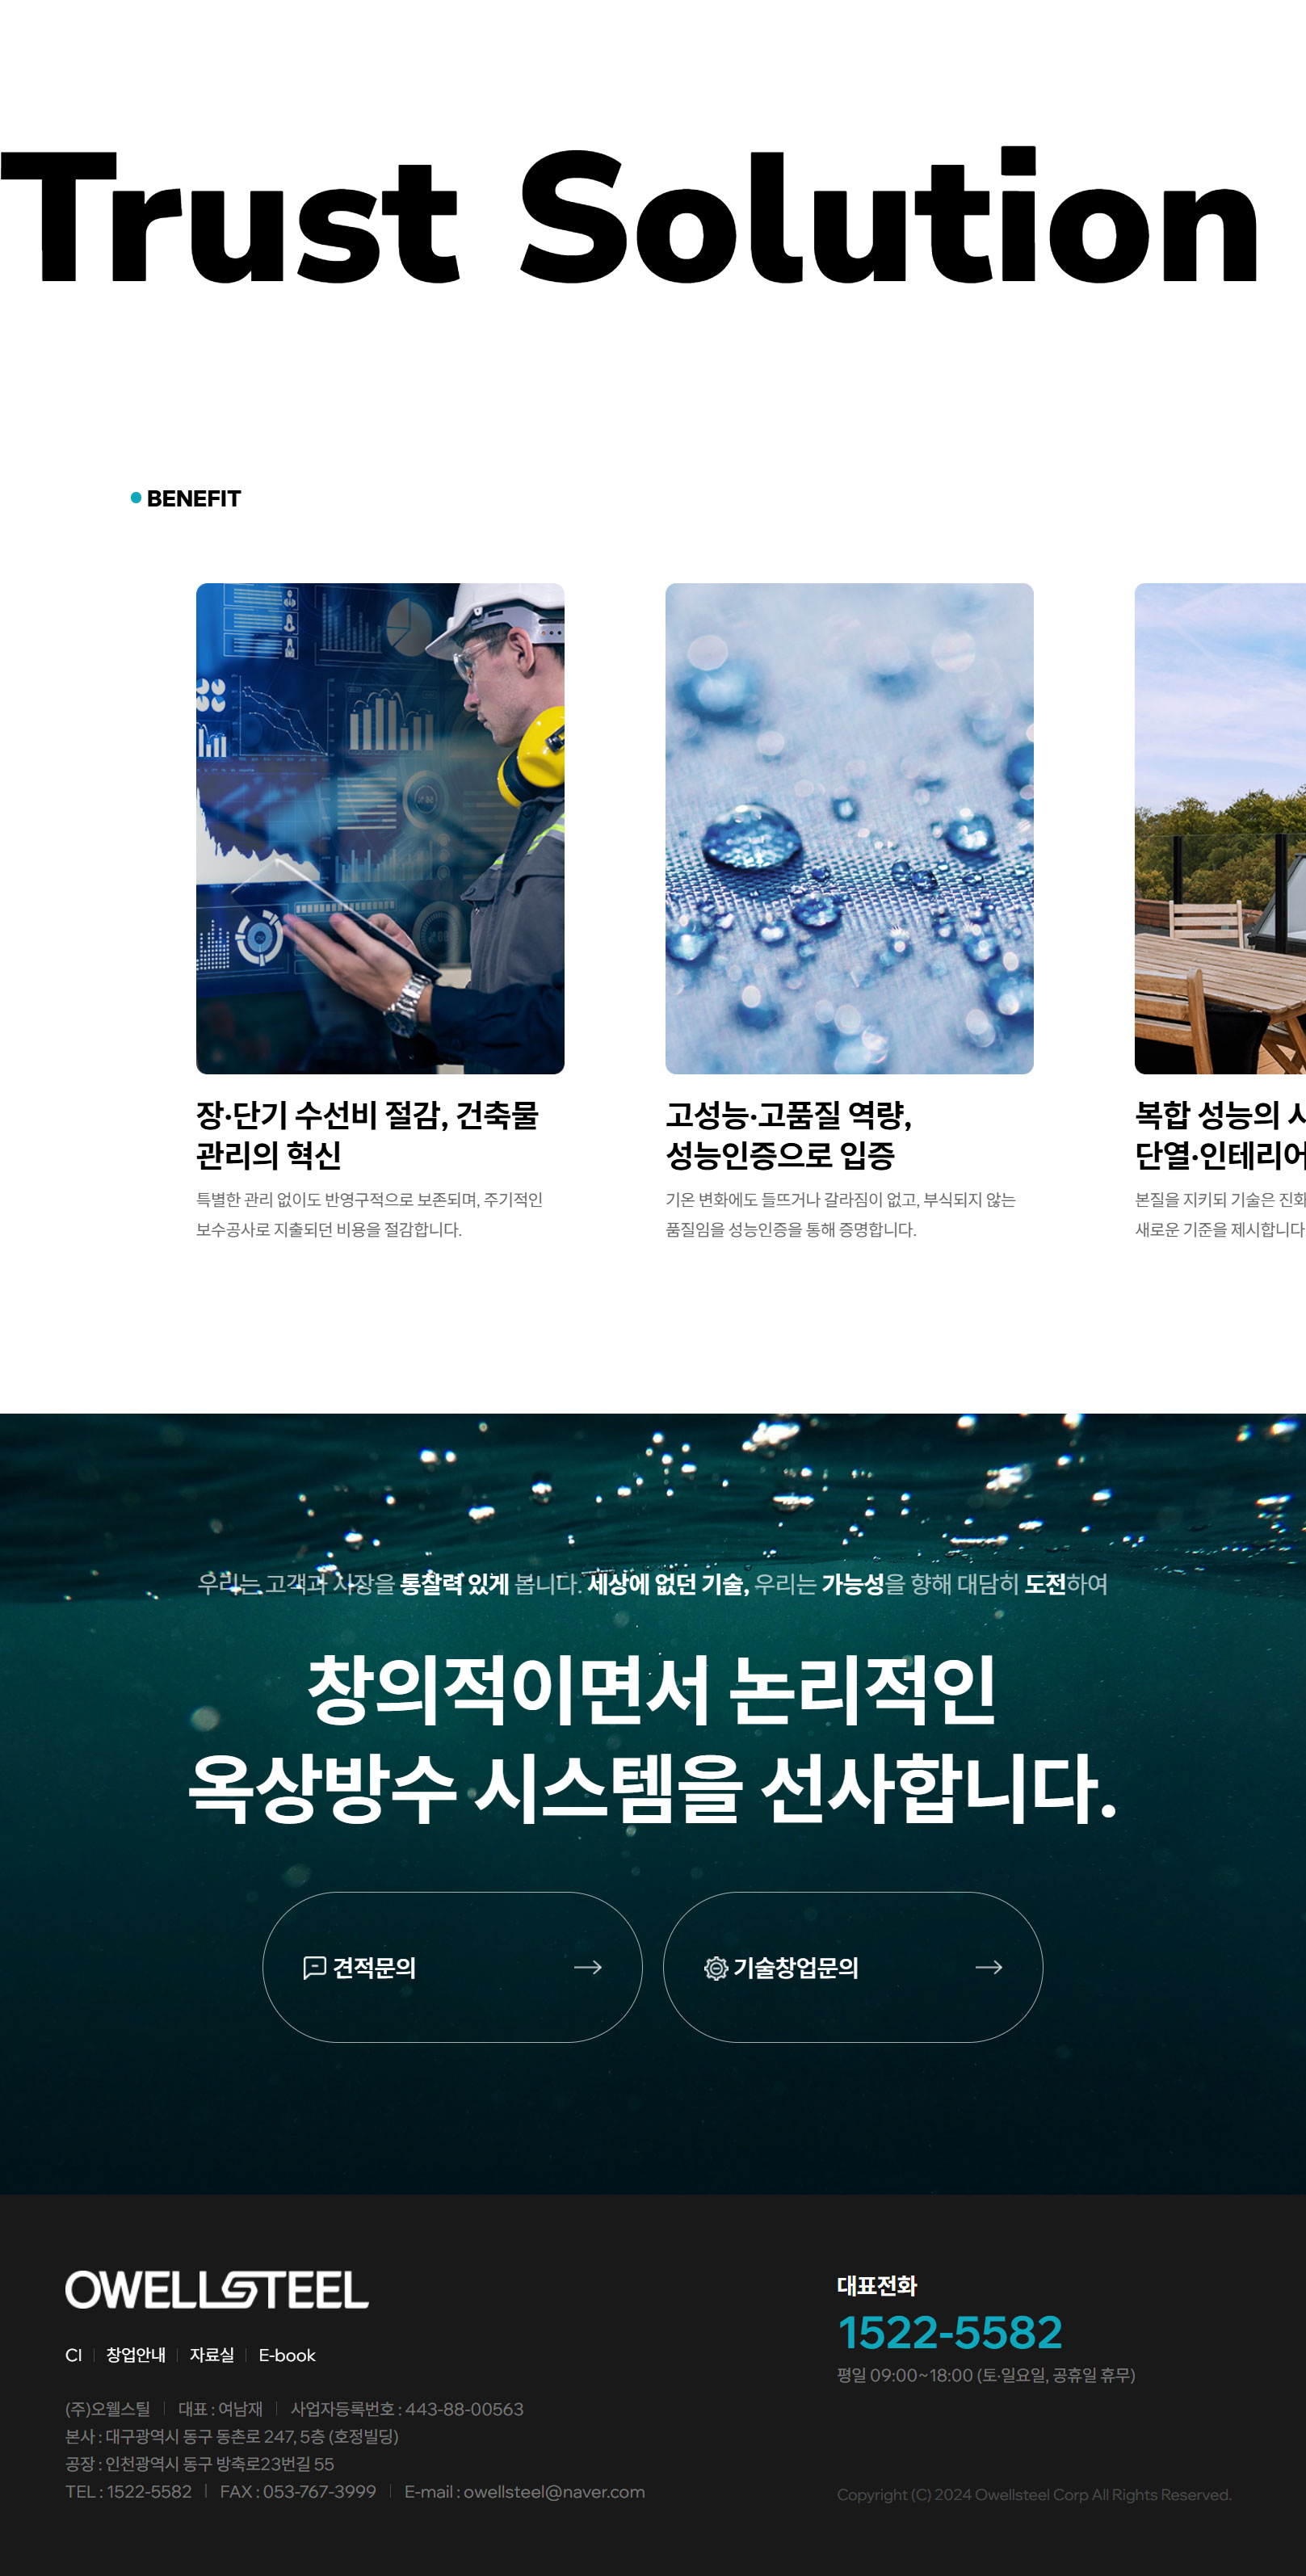 Trust Solution
BENEFIT
장·단기 수선비 절감, 건축물
관리의 혁신
특별한 관리 없이도 반영구적으로 보존되며, 주기적인
보수공사로 지출되던 비용을 절감합니다.
고성능·고품질 역량,
성능인증으로 입증
기온 변화에도 들뜨거나 갈라짐이 없고, 부식되지 않는
품질임을 성능인증을 통해 증명합니다.
복합 성능의
단열·인테리어
본질을 지키되 기술은 진화
새로운 기준을 제시합니다
우리는 고객과 시장을 통찰력 있게 봅니다. 세상에 없던 기술, 우리는 가능성을 향해 대담히 도전하여
창의적이면서 논리적인
옥상방수 시스템을 선사합니다.
견적문의
기술창업문의
OWELLSTEEL
CI | 창업안내 | 자료실 | E-book
(주)오웰스틸 | 대표 : 여남재 | 사업자등록번호 : 443-88-00563
본사 : 대구광역시 동구 동촌로 247, 5층 (호정빌딩)
공장 : 인천광역시 동구 방축로23번길 55
TEL : 1522-5582 | FAX : 053-767-3999 | E-mail : owellsteel@naver.com
대표전화
1522-5582
평일 09:00~18:00 (토·일요일, 공휴일 휴무)
Copyright (C) 2024 Owellsteel Corp All Rights Reserved.